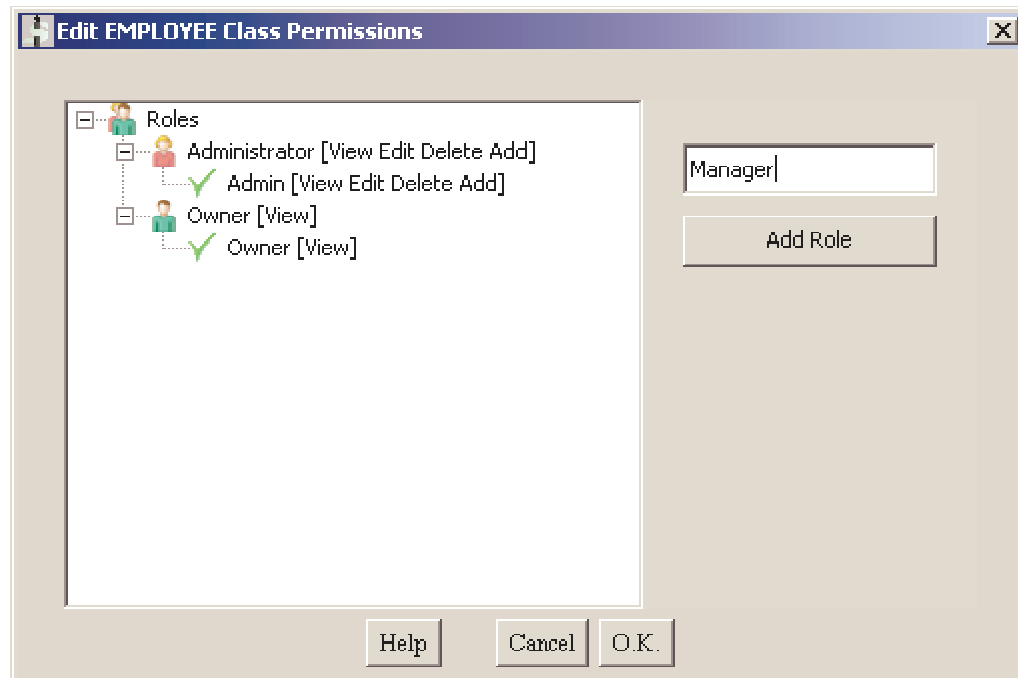 Edit EMPLOYEE Class Permissions
Roles
Administrator [View Edit Delete Add]
Admin [View Edit Delete Add]
Owner [View]
Owner [View]
Manager
Add Role
Help
Cancel
O.K.